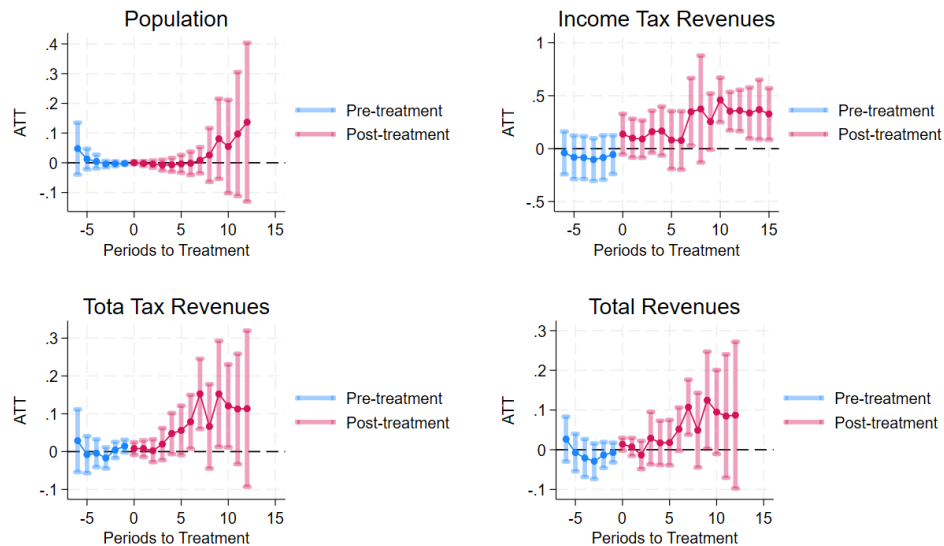 Population
.4
.3
.2
.1
0
-.1
ATT
-5
0
5
10
15
Periods to Treatment
Pre-treatment
Post-treatment
Income Tax Revenues
1
.5
0
-.5
ATT
-5
0
5
10
15
Periods to Treatment
Pre-treatment
Post-treatment
Tota Tax Revenues
.3
.2
.1
0
-.1
ATT
-5
0
5
10
15
Periods to Treatment
Pre-treatment
Post-treatment
Total Revenues
.3
.2
.1
0
-.1
ATT
-5
0
5
10
15
Periods to Treatment
Pre-treatment
Post-treatment